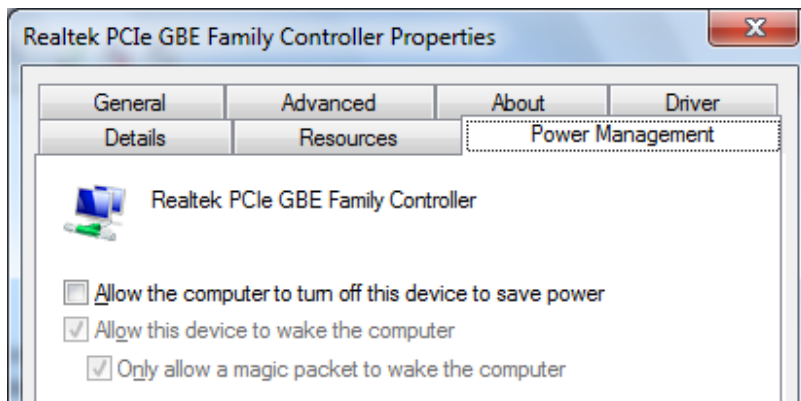 Realtek PCIe GBE Family Controller Properties
General Advanced About Driver
Details Resources Power Management
Realtek PCIe GBE Family Controller
Allow the computer to turn off this device to save power
Allow this device to wake the computer
Only allow a magic packet to wake the computer